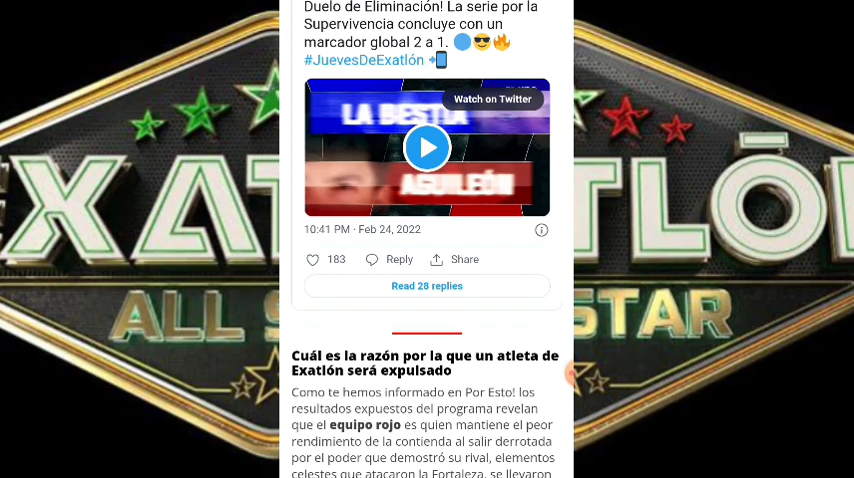 Duelo de Eliminación! La serie por la
Supervivencia concluye con un
marcador global 2 a 1. 🔵😎🔥
#JuevesDeExatlón 📲
Watch on Twitter
LA BESTIA
AGUILEÓN
10:41 PM · Feb 24, 2022
183 Reply Share
Read 28 replies
EXATLÓN
ALL STAR
Cuál es la razón por la que un atleta de
Exatlón será expulsado
Como te hemos informado en Por Esto! los
resultados expuestos del programa revelan
que el equipo rojo es quien mantiene el peor
rendimiento de la contienda al salir derrotada
por el poder que demostró su rival, elementos
celestes que atacaron la Fortaleza, se llevaron